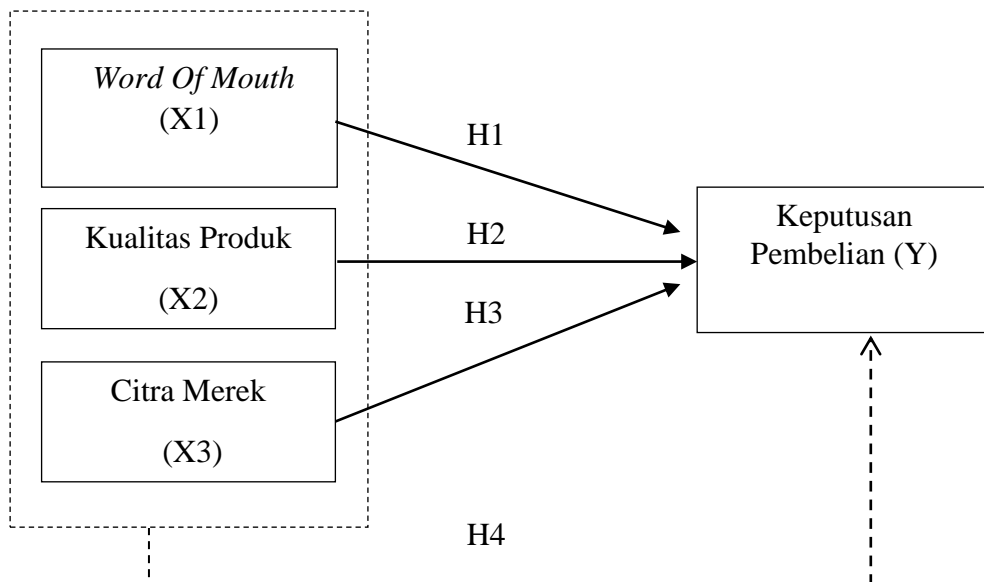 Word Of Mouth
(X1)
H1
Keputusan
Pembelian (Y)
Kualitas Produk
(X2)
H2
H3
Citra Merek
(X3)
H4